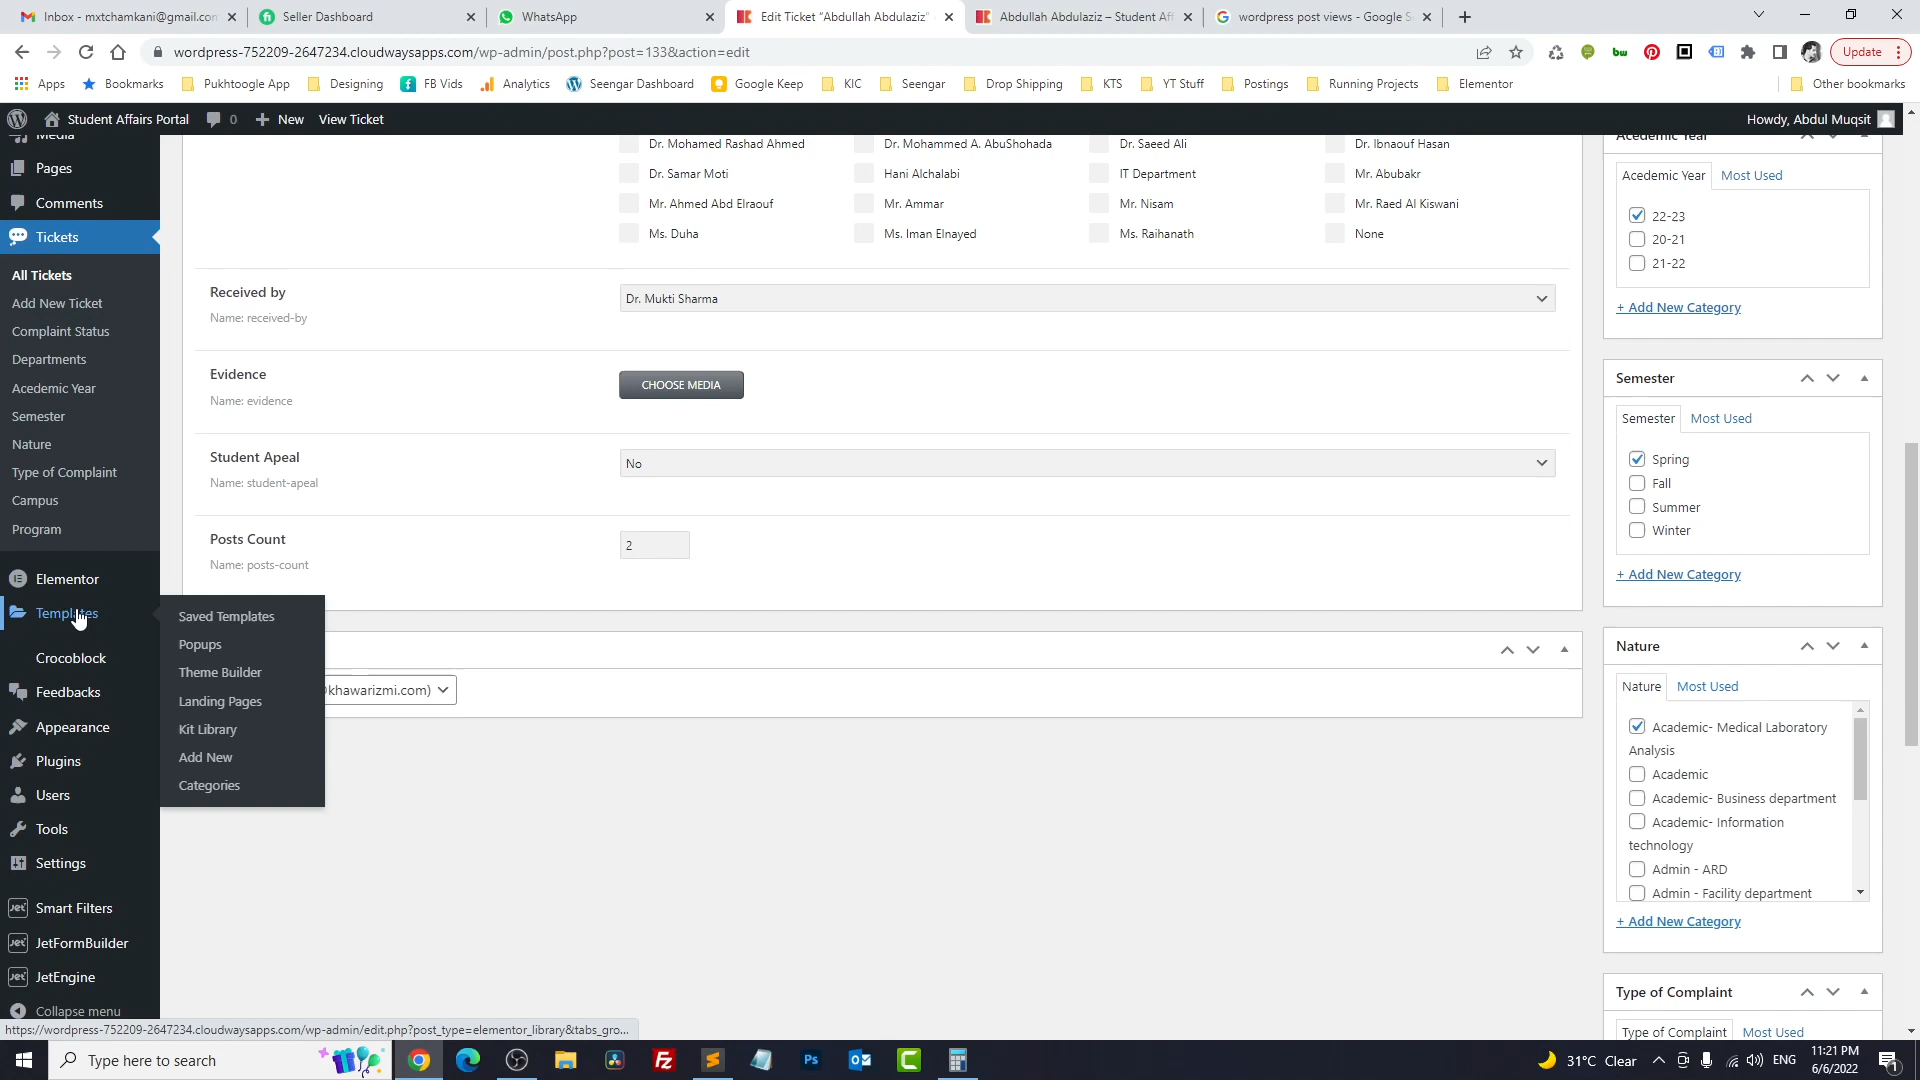 Inbox - mxtchamkani@gmail.con
Seller Dashboard
WhatsApp
Edit Ticket "Abdullah Abdulaziz"
Abdullah Abdulaziz – Student Aff
wordpress post views - Google S
wordpress-752209-2647234.cloudwaysapps.com/wp-admin/post.php?post=133&action=edit
Update
Apps
Bookmarks
Pukhtoogle App
Designing
FB Vids
Analytics
Seengar Dashboard
Google Keep
KIC
Seengar
Drop Shipping
KTS
YT Stuff
Postings
Running Projects
Elementor
Other bookmarks
Student Affairs Portal
0
New
View Ticket
Howdy, Abdul Muqsit
Media
Pages
Comments
Tickets
All Tickets
Add New Ticket
Complaint Status
Departments
Acedemic Year
Semester
Nature
Type of Complaint
Campus
Program
Elementor
Templates
Crocoblock
Feedbacks
Appearance
Plugins
Users
Tools
Settings
Smart Filters
JetFormBuilder
JetEngine
Collapse menu
Saved Templates
Popups
Theme Builder
Landing Pages
Kit Library
Add New
Categories
Dr. Mohamed Rashad Ahmed
Dr. Mohammed A. AbuShohada
Dr. Saeed Ali
Dr. Ibnaouf Hasan
Dr. Samar Moti
Hani Alchalabi
IT Department
Mr. Abubakr
Mr. Ahmed Abd Elraouf
Mr. Ammar
Mr. Nisam
Mr. Raed Al Kiswani
Ms. Duha
Ms. Iman Elnayed
Ms. Raihanath
None
Received by
Name: received-by
Dr. Mukti Sharma
Evidence
Name: evidence
CHOOSE MEDIA
Student Apeal
Name: student-apeal
No
Posts Count
Name: posts-count
2
khawarizmi.com)
Acedemic Year
Acedemic Year
Most Used
22-23
20-21
21-22
+ Add New Category
Semester
Semester
Most Used
Spring
Fall
Summer
Winter
+ Add New Category
Nature
Nature
Most Used
Academic- Medical Laboratory
Analysis
Academic
Academic- Business department
Academic- Information
technology
Admin - ARD
Admin - Facility department
+ Add New Category
Type of Complaint
Type of Complaint
Most Used
https://wordpress-752209-2647234.cloudwaysapps.com/wp-admin/edit.php?post_type=elementor_library&tabs_gro...
Type here to search
31°C Clear
ENG
11:21 PM
6/6/2022
1